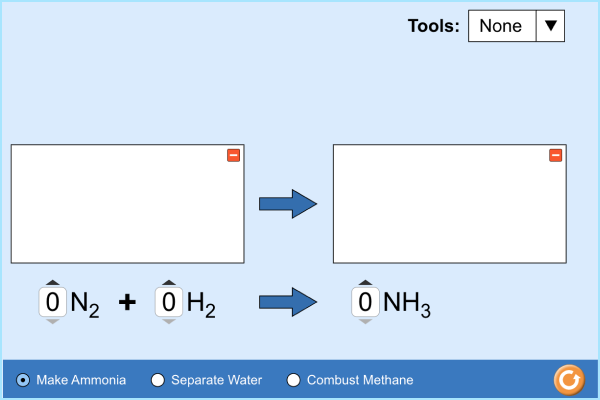 Tools: None ▼
0 N₂ + 0 H₂ → 0 NH₃
Make Ammonia Separate Water Combust Methane